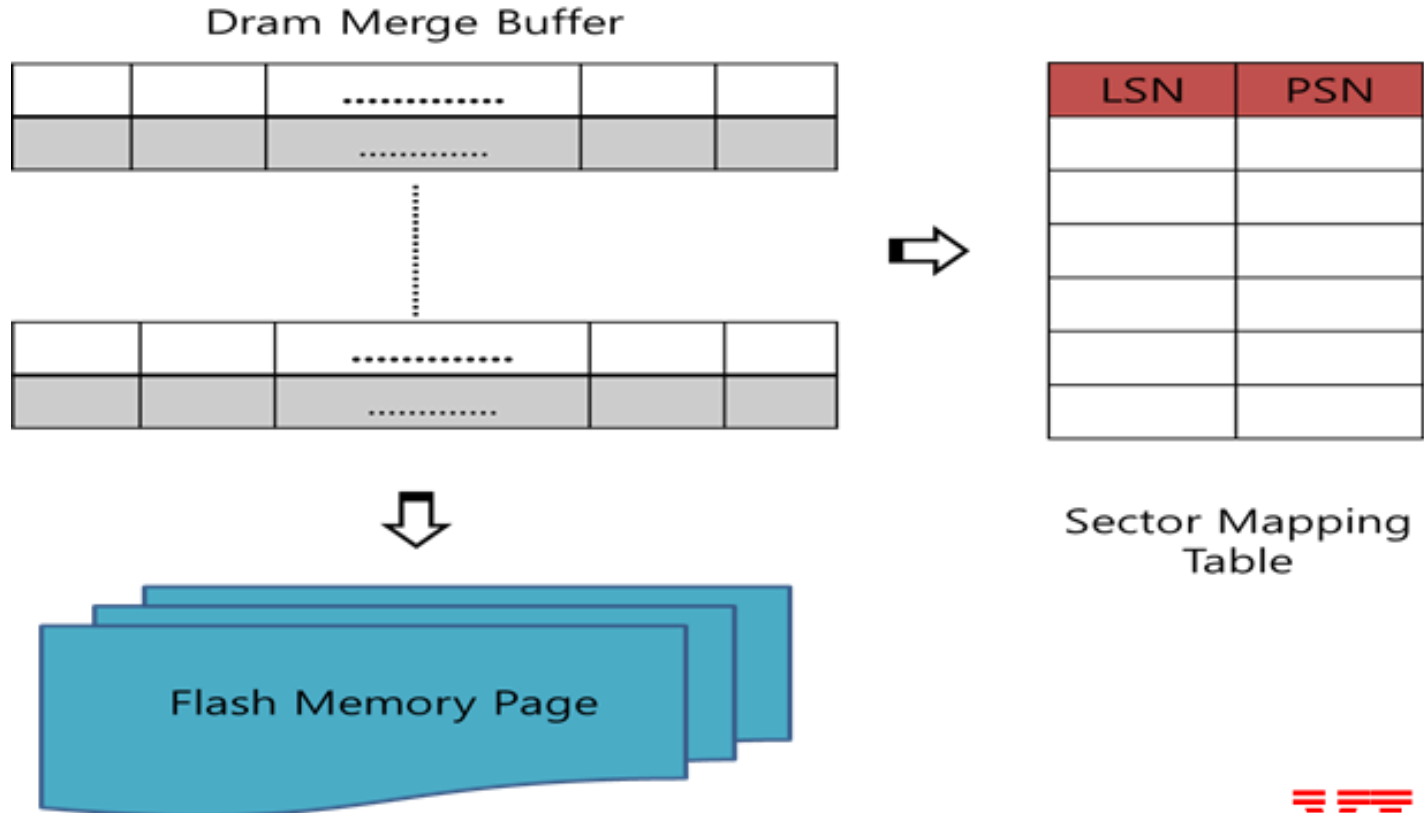 Dram Merge Buffer
LSN PSN
.............
.............
.............
.............
Sector Mapping
Table
Flash Memory Page